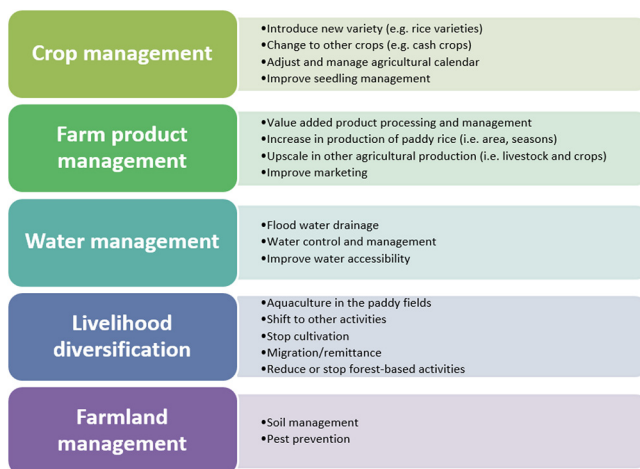 Crop management
•Introduce new variety (e.g. rice varieties)
•Change to other crops (e.g. cash crops)
•Adjust and manage agricultural calendar
•Improve seedling management
Farm product
management
•Value added product processing and management
•Increase in production of paddy rice (i.e. area, seasons)
•Upscale in other agricultural production (i.e. livestock and crops)
•Improve marketing
Water management
•Flood water drainage
•Water control and management
•Improve water accessibility
Livelihood
diversification
•Aquaculture in the paddy fields
•Shift to other activities
•Stop cultivation
•Migration/remittance
•Reduce or stop forest-based activities
Farmland
management
•Soil management
•Pest prevention